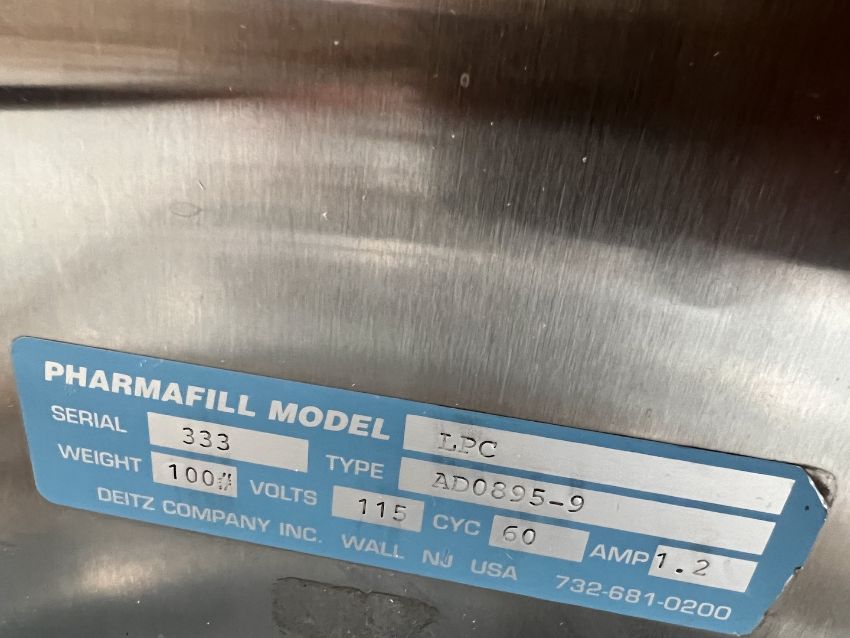 PHARMAFILL MODEL LPC
SERIAL 333 TYPE AD0895-9
WEIGHT 100# VOLTS 115 CYC 60 AMP 1.2
DEITZ COMPANY INC. WALL NJ USA 732-681-0200